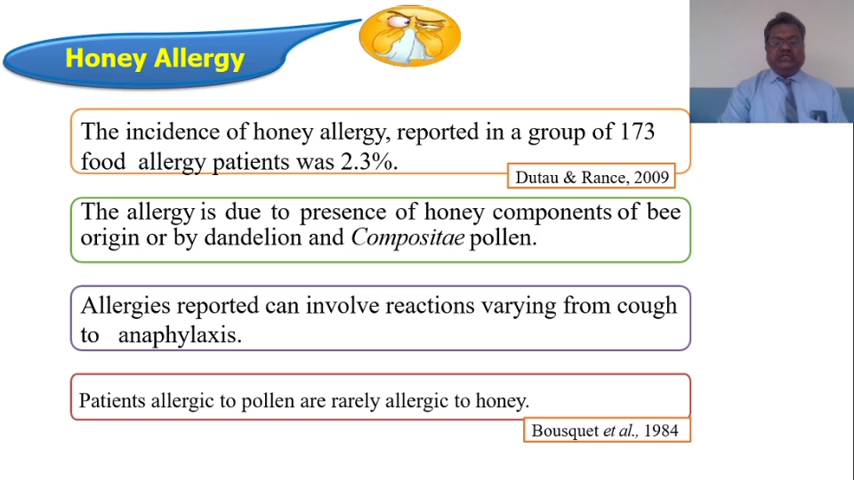 Honey Allergy
The incidence of honey allergy, reported in a group of 173
food allergy patients was 2.3%.
Dutau & Rance, 2009
The allergy is due to presence of honey components of bee
origin or by dandelion and Compositae pollen.
Allergies reported can involve reactions varying from cough
to anaphylaxis.
Patients allergic to pollen are rarely allergic to honey.
Bousquet et al., 1984